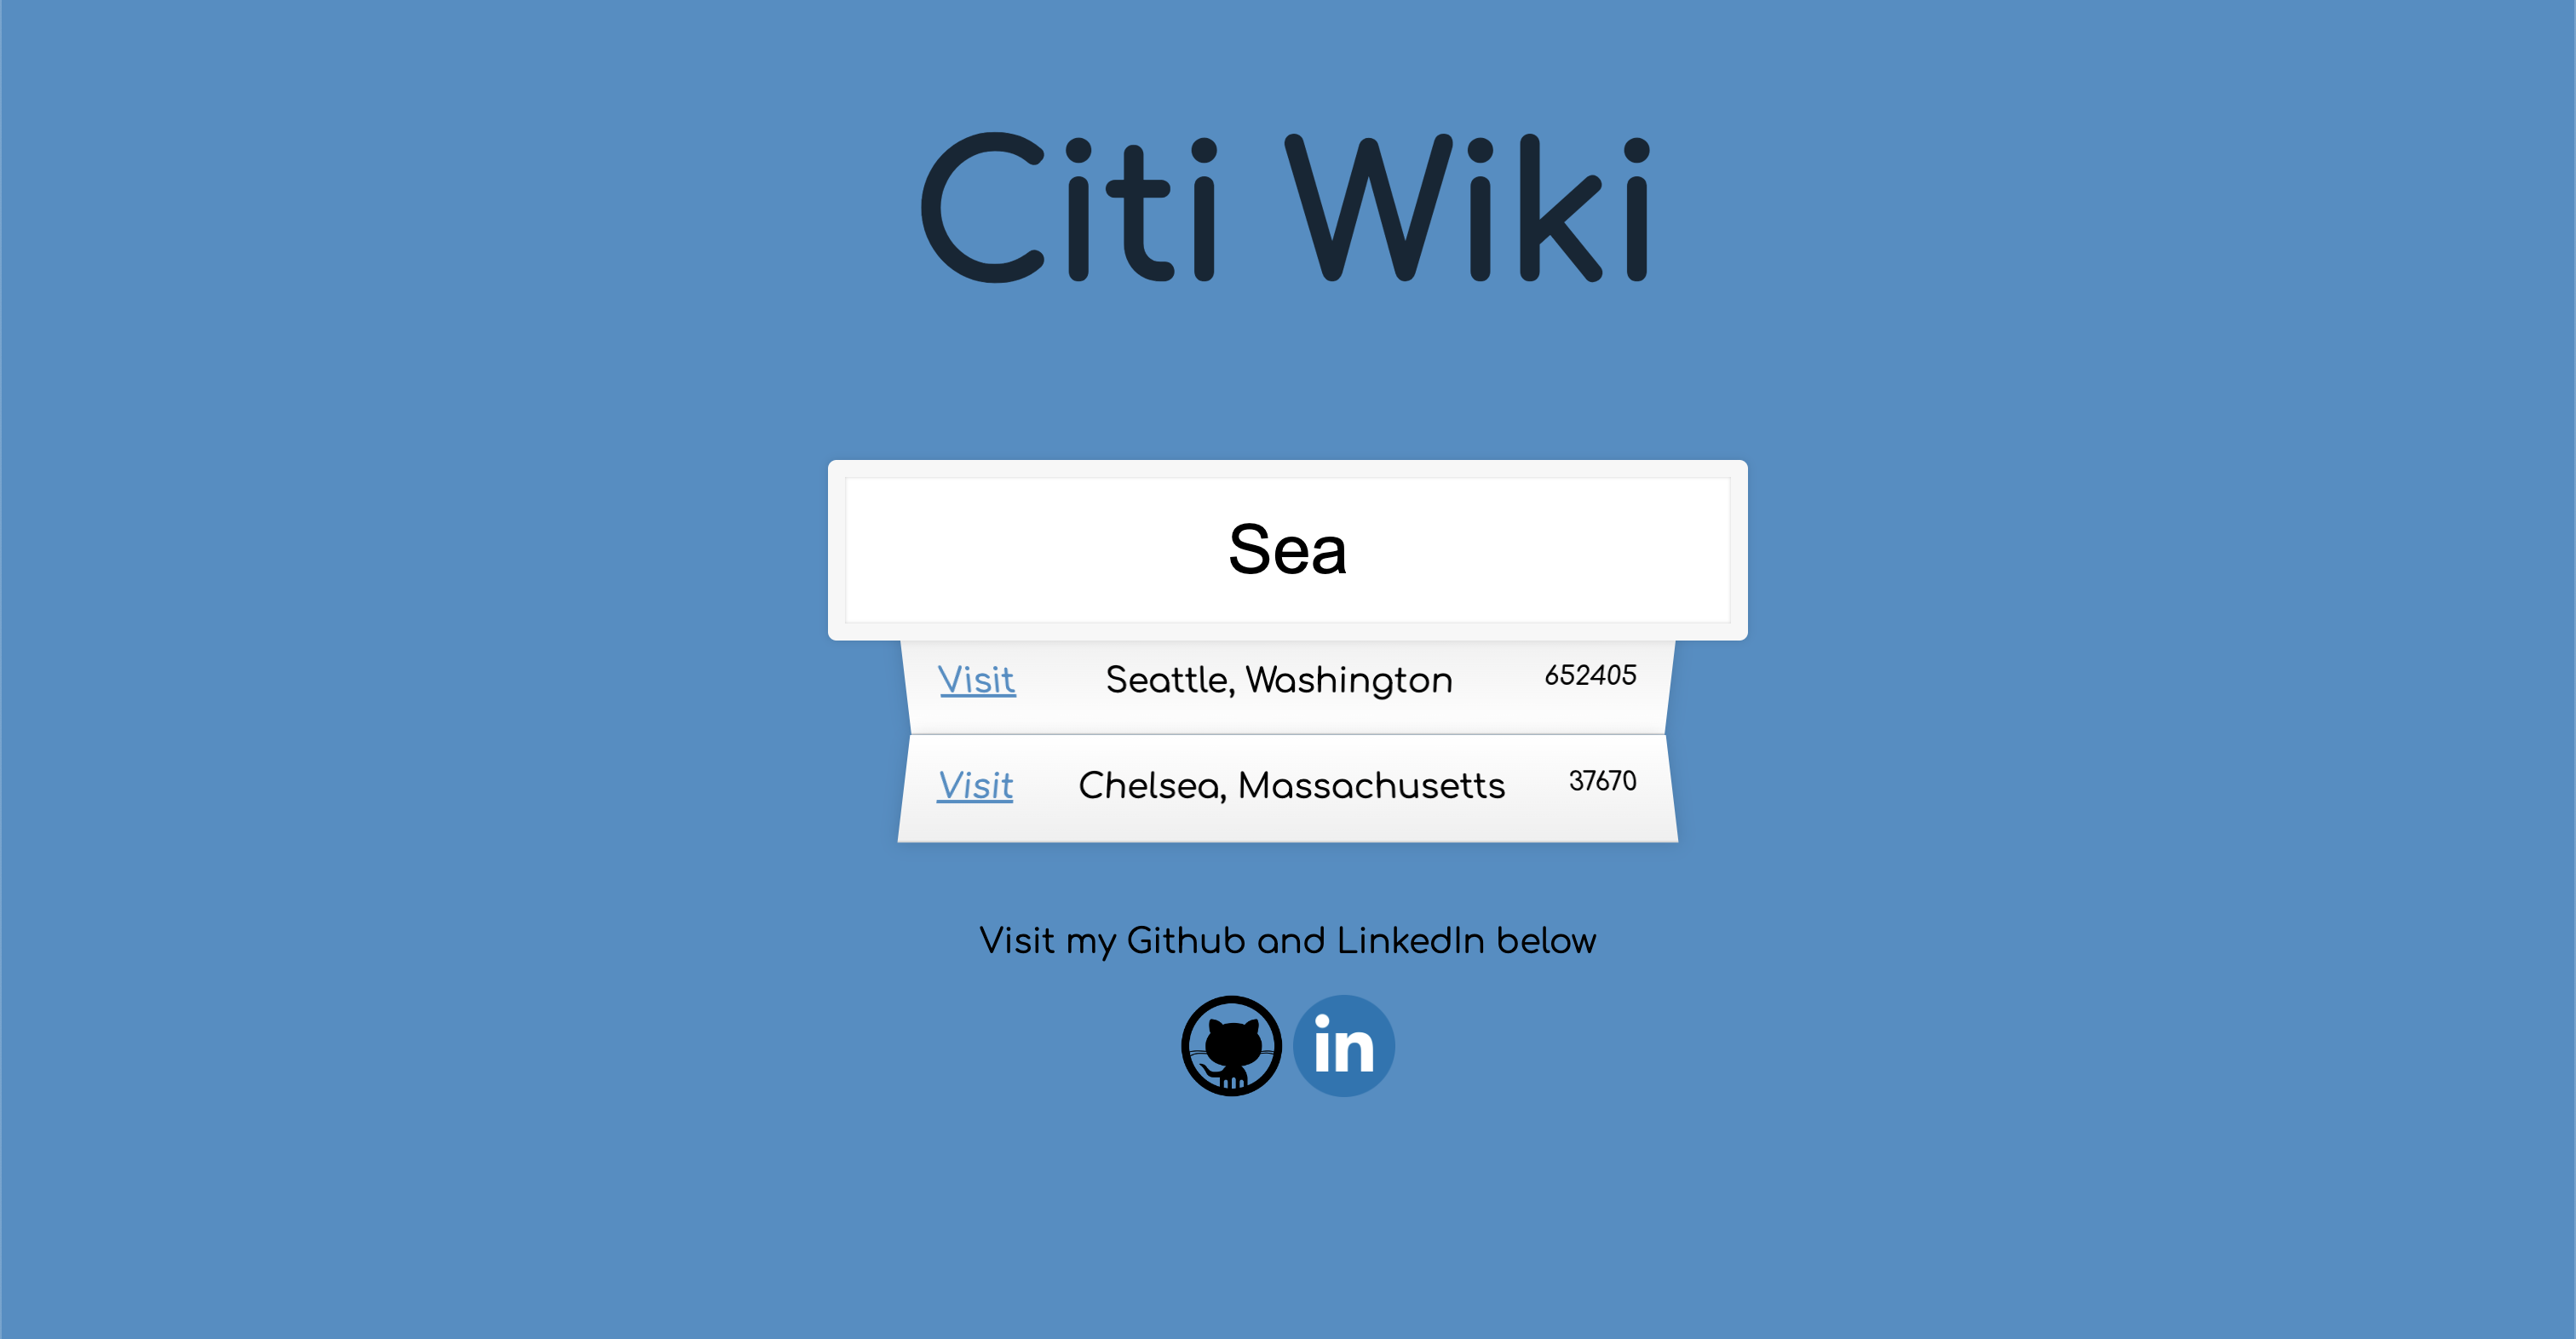 Citi Wiki
Sea
Visit Seattle, Washington 652405
Visit Chelsea, Massachusetts 37670
Visit my Github and LinkedIn below
in